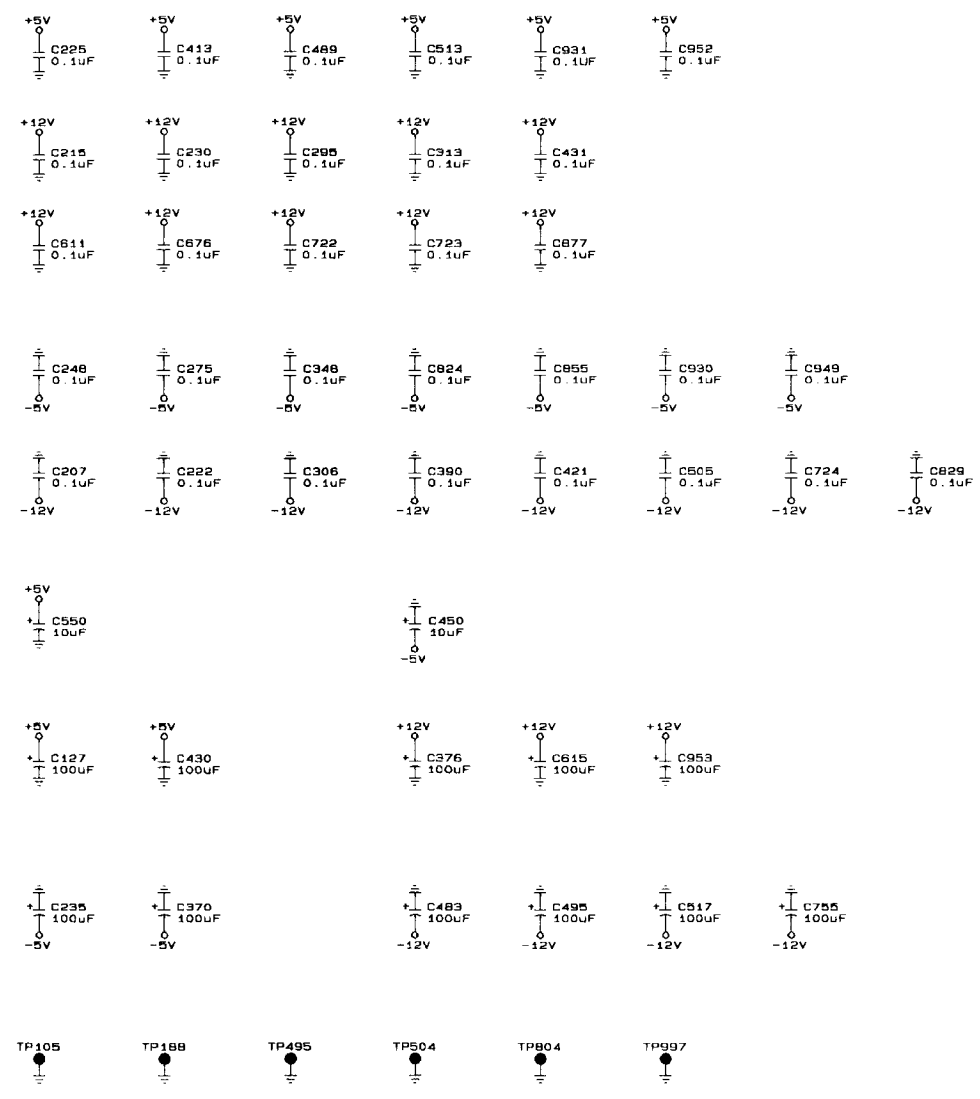 +5V +5V +5V +5V +5V +5V
C225 C413 C489 C513 C931 C952
0.1uF 0.1uF 0.1uF 0.1uF 0.1uF 0.1uF
+12V +12V +12V +12V +12V
C215 C230 C295 C313 C431
0.1uF 0.1uF 0.1uF 0.1uF 0.1uF
+12V +12V +12V +12V +12V
C611 C676 C722 C723 C877
0.1uF 0.1uF 0.1uF 0.1uF 0.1uF
C248 C275 C348 C824 C855 C930 C949
0.1uF 0.1uF 0.1uF 0.1uF 0.1uF 0.1uF 0.1uF
-5V -5V -5V -5V -5V -5V -5V
C207 C222 C306 C390 C421 C505 C724 C829
0.1uF 0.1uF 0.1uF 0.1uF 0.1uF 0.1uF 0.1uF 0.1uF
-12V -12V -12V -12V -12V -12V -12V -12V
+5V
+ C550 + C450
10uF 10uF
-5V
+5V +5V +12V +12V +12V
+ C127 + C430 + C376 + C615 + C953
100uF 100uF 100uF 100uF 100uF
+ C235 + C370 + C483 + C495 + C517 + C755
100uF 100uF 100uF 100uF 100uF 100uF
-5V -5V -12V -12V -12V -12V
TP105 TP188 TP495 TP504 TP804 TP997